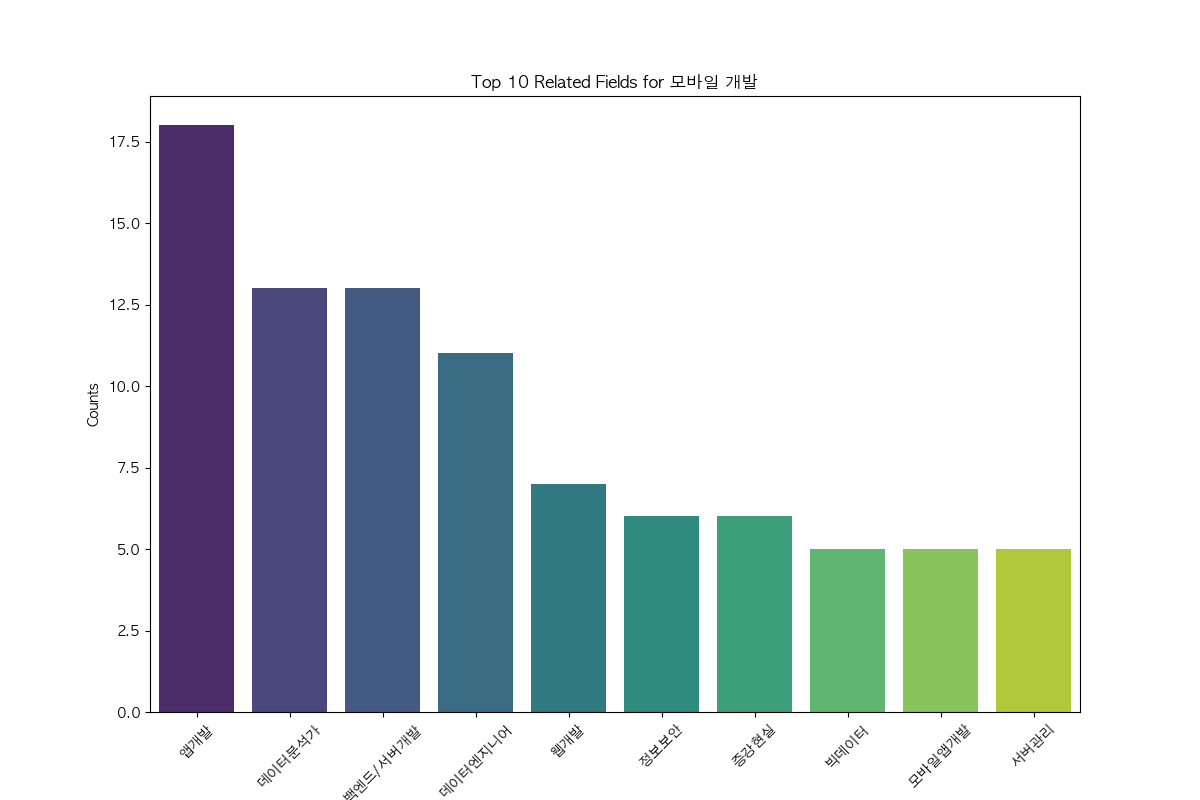 Top 10 Related Fields for 모바일 개발
Counts
17.5
15.0
12.5
10.0
7.5
5.0
2.5
0.0
앱개발
데이터분석가
백엔드/서버개발
데이터엔지니어
웹개발
정보보안
증강현실
빅데이터
모바일앱개발
서버관리